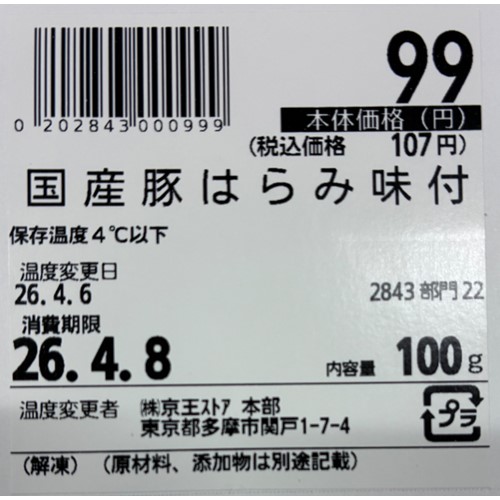 99
0 202843 000999
本体価格（円）
（税込価格 107円）
国産豚はらみ味付
保存温度4℃以下
温度変更日
26.4.6
2843 部門22
消費期限
26.4.8
内容量 100g
温度変更者 ㈱京王ストア 本部
東京都多摩市関戸1-7-4
プラ
（解凍）（原材料、添加物は別途記載）